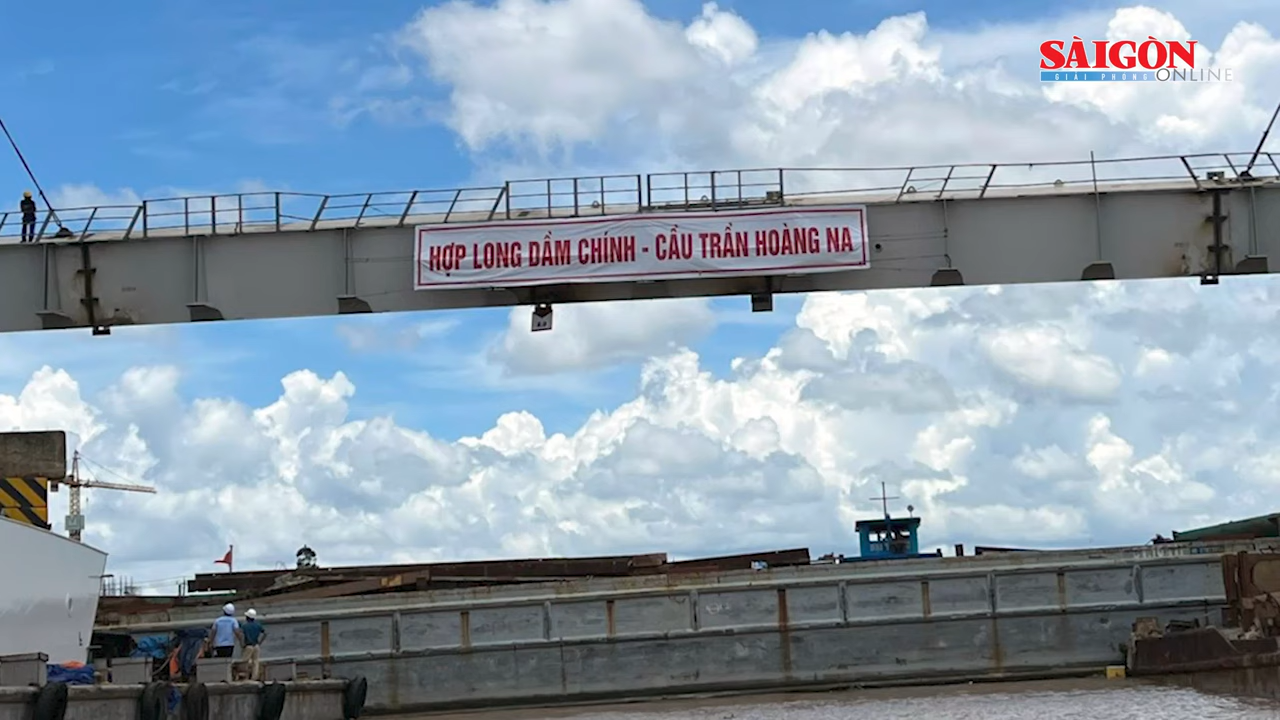 SÀIGÒN
GIẢI PHÓNG ONLINE
HỢP LONG DẦM CHÍNH - CẦU TRẦN HOÀNG NA